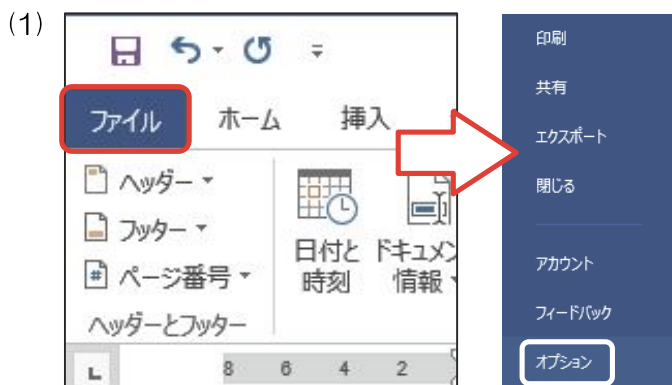 (1)
ファイル ホーム 挿入
ヘッダー
フッター
ページ番号
ヘッダーとフッター
日付と
時刻
ドキュメン
情報
L 8 6 4 2
印刷
共有
エクスポート
閉じる
アカウント
フィードバック
オプション